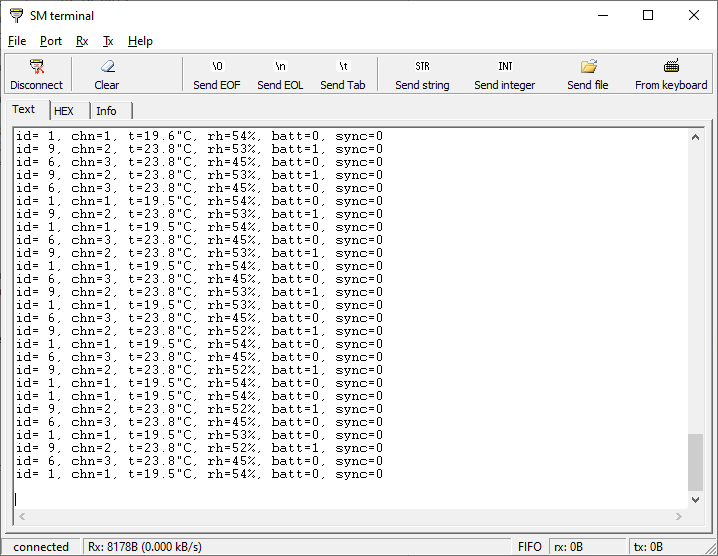 SM terminal
File Port Rx Tx Help
\0 \n \t STR INT
Disconnect Clear Send EOF Send EOL Send Tab Send string Send integer Send file From keyboard
Text HEX Info
id= 1, chn=1, t=19.6"C, rh=54%, batt=0, sync=0
id= 9, chn=2, t=23.8"C, rh=53%, batt=1, sync=0
id= 6, chn=3, t=23.8"C, rh=45%, batt=0, sync=0
id= 9, chn=2, t=23.8"C, rh=53%, batt=1, sync=0
id= 6, chn=3, t=23.8"C, rh=45%, batt=0, sync=0
id= 1, chn=1, t=19.5"C, rh=54%, batt=0, sync=0
id= 9, chn=2, t=23.8"C, rh=53%, batt=1, sync=0
id= 1, chn=1, t=19.5"C, rh=54%, batt=0, sync=0
id= 6, chn=3, t=23.8"C, rh=45%, batt=0, sync=0
id= 9, chn=2, t=23.8"C, rh=53%, batt=1, sync=0
id= 1, chn=1, t=19.5"C, rh=54%, batt=0, sync=0
id= 6, chn=3, t=23.8"C, rh=45%, batt=0, sync=0
id= 9, chn=2, t=23.8"C, rh=53%, batt=1, sync=0
id= 1, chn=1, t=19.5"C, rh=53%, batt=0, sync=0
id= 6, chn=3, t=23.8"C, rh=45%, batt=0, sync=0
id= 9, chn=2, t=23.8"C, rh=52%, batt=1, sync=0
id= 1, chn=1, t=19.5"C, rh=54%, batt=0, sync=0
id= 6, chn=3, t=23.8"C, rh=45%, batt=0, sync=0
id= 9, chn=2, t=23.8"C, rh=52%, batt=1, sync=0
id= 1, chn=1, t=19.5"C, rh=54%, batt=0, sync=0
id= 1, chn=1, t=19.5"C, rh=54%, batt=0, sync=0
id= 9, chn=2, t=23.8"C, rh=52%, batt=1, sync=0
id= 6, chn=3, t=23.8"C, rh=45%, batt=0, sync=0
id= 1, chn=1, t=19.5"C, rh=53%, batt=0, sync=0
id= 9, chn=2, t=23.8"C, rh=52%, batt=1, sync=0
id= 6, chn=3, t=23.8"C, rh=45%, batt=0, sync=0
id= 1, chn=1, t=19.5"C, rh=54%, batt=0, sync=0
connected Rx: 8178B (0.000 kB/s) FIFO rx: 0B tx: 0B